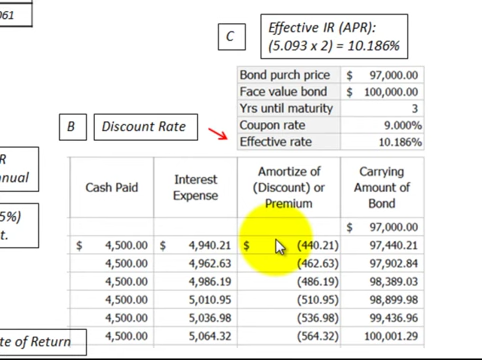 061
C
Effective IR (APR):
(5.093 x 2) = 10.186%
Bond purch price $ 97,000.00
Face value bond $ 100,000.00
Yrs until maturity 3
Coupon rate 9.000%
Effective rate 10.186%
B Discount Rate
R
nnual
5%)
t.
te of Return
Cash Paid
Interest
Expense
Amortize of
(Discount) or
Premium
Carrying
Amount of
Bond
$ 97,000.00
$ 4,500.00 $ 4,940.21 $ (440.21) 97,440.21
4,500.00 4,962.63 (462.63) 97,902.84
4,500.00 4,986.19 (486.19) 98,389.03
4,500.00 5,010.95 (510.95) 98,899.98
4,500.00 5,036.98 (536.98) 99,436.96
4,500.00 5,064.32 (564.32) 100,001.29